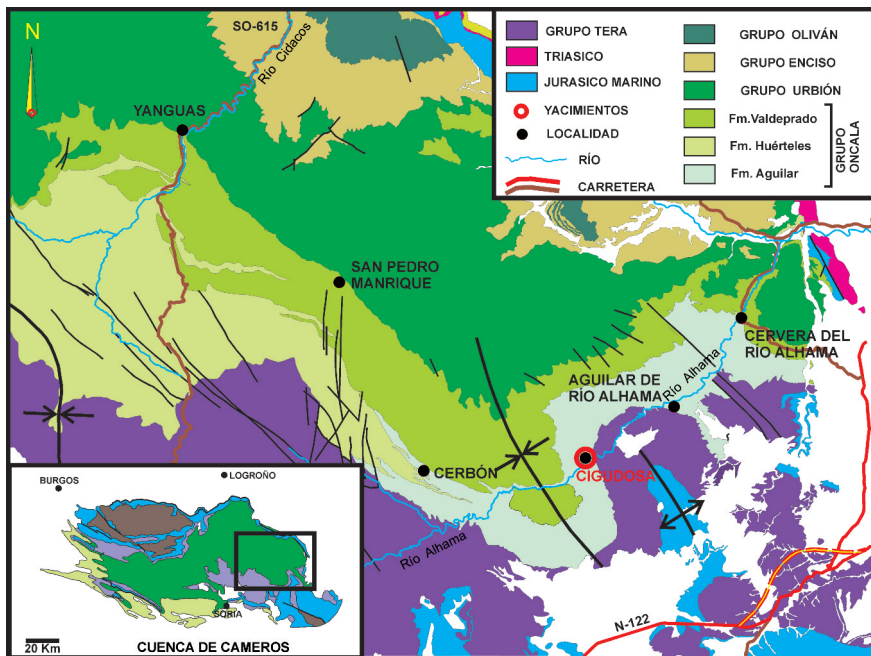 SO-615
Río Cidacos
N
YANGUAS
SAN PEDRO
MANRIQUE
CERVERA DEL
RÍO ALHAMA
AGUILAR DE
RÍO ALHAMA
Río Alhama
CIGUDOSA
CERBÓN
Río Alhama
N-122
GRUPO TERA
TRIASICO
JURASICO MARINO
YACIMIENTOS
LOCALIDAD
RÍO
CARRETERA
GRUPO OLIVÁN
GRUPO ENCISO
GRUPO URBIÓN
Fm.Valdeprado
Fm. Huérteles
Fm. Aguilar
GRUPO
ONCALA
BURGOS
LOGROÑO
SORIA
20 Km
CUENCA DE CAMEROS